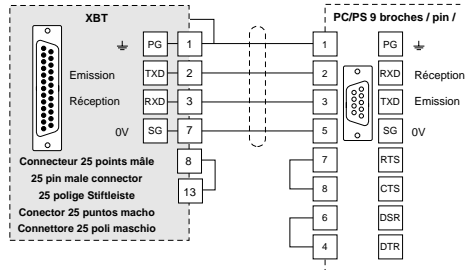 XBT
PC/PS 9 broches / pin /
PG 1 1 PG
Emission TXD 2 2 RXD Réception
Réception RXD 3 3 TXD Emission
0V SG 7 5 SG 0V
Connecteur 25 points mâle 8 7 RTS
25 pin male connector
25 polige Stiftleiste 13 8 CTS
Conector 25 puntos macho 6 DSR
Connettore 25 poli maschio
4 DTR